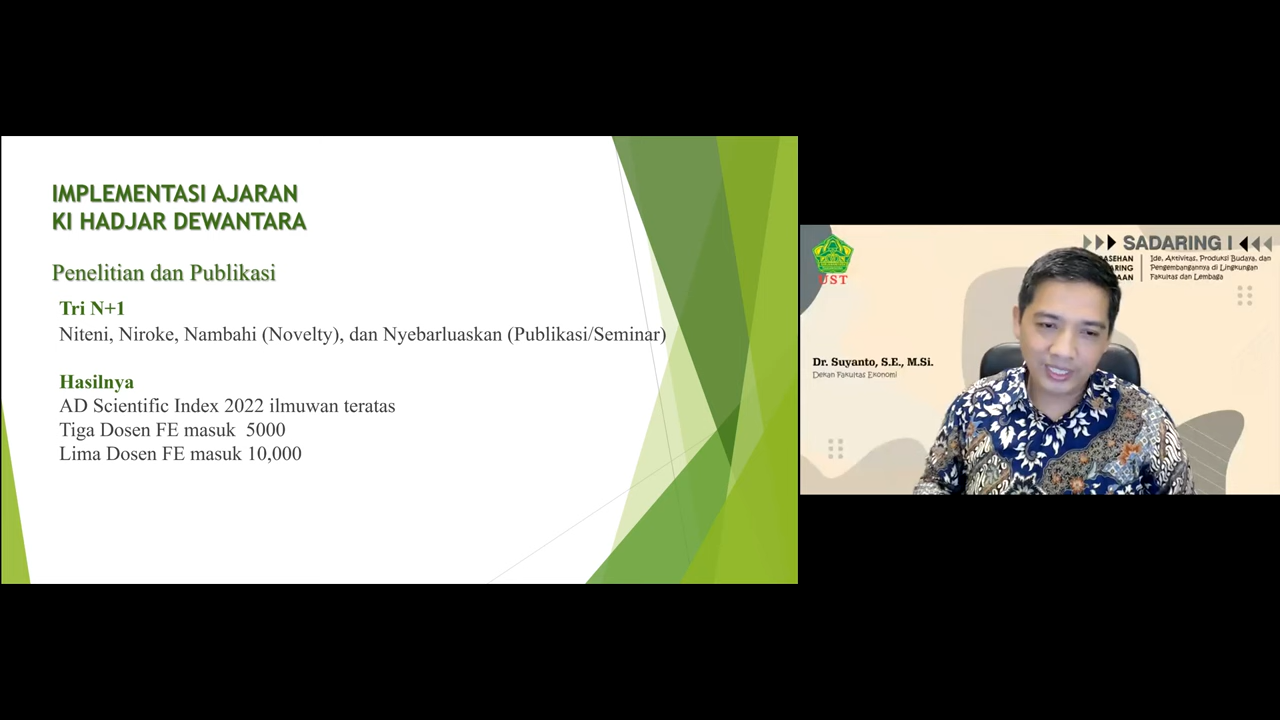 IMPLEMENTASI AJARAN
KI HADJAR DEWANTARA
Penelitian dan Publikasi
Tri N+1
Niteni, Niroke, Nambahi (Novelty), dan Nyebarluaskan (Publikasi/Seminar)
Hasilnya
AD Scientific Index 2022 ilmuwan teratas
Tiga Dosen FE masuk  5000
Lima Dosen FE masuk 10,000
UST
SADARING I
Ide, Aktivitas, Produksi Budaya, dan
Pengembangannya di Lingkungan
Fakultas dan Lembaga
Dr. Suyanto, S.E., M.Si.
Dekan Fakultas Ekonomi